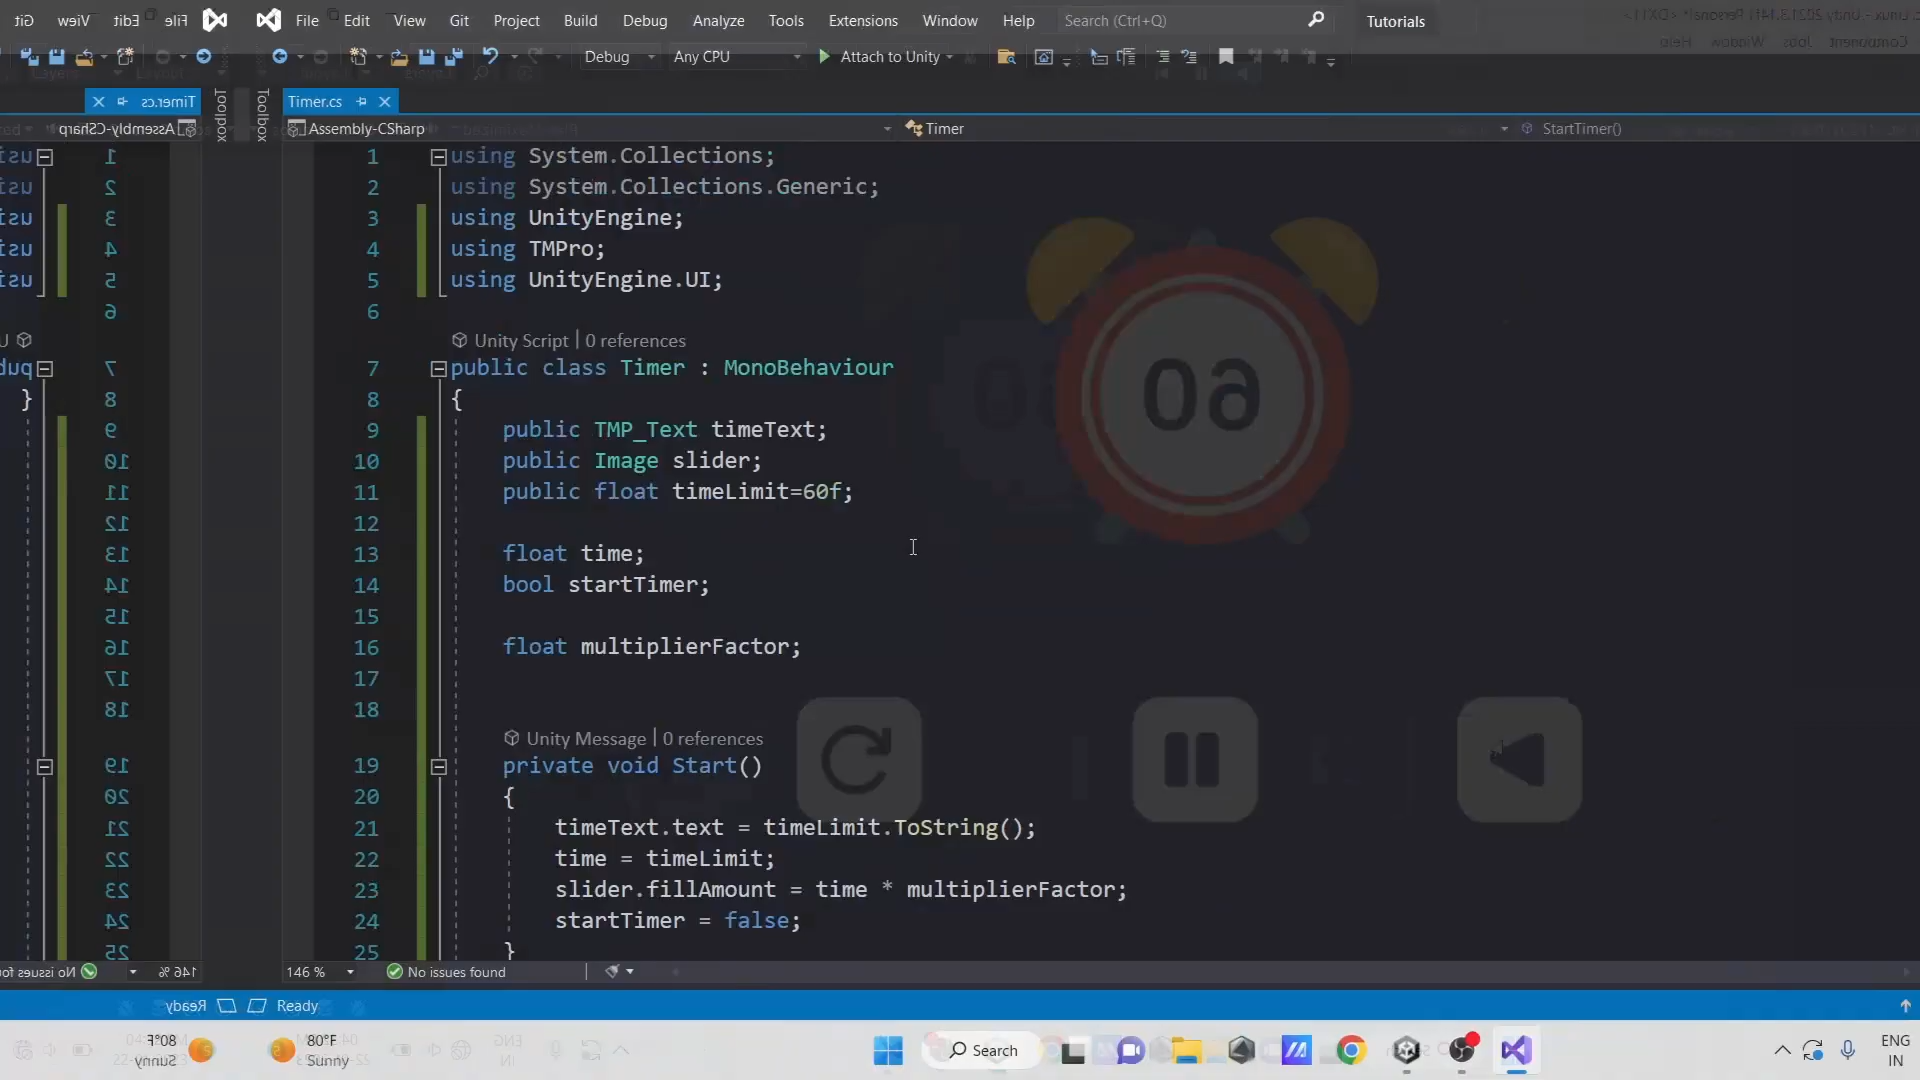 File Edit View Git Project Build Debug Analyze Tools Extensions Window Help Search (Ctrl+Q) Tutorials
Debug Any CPU Attach to Unity
Timer.cs
Toolbox
Assembly-CSharp Timer StartTimer()
1 using System.Collections;
2 using System.Collections.Generic;
3 using UnityEngine;
4 using TMPro;
5 using UnityEngine.UI;
6
Unity Script | 0 references
7 public class Timer : MonoBehaviour
8 {
9 public TMP_Text timeText;
10 public Image slider;
11 public float timeLimit=60f;
12
13 float time;
14 bool startTimer;
15
16 float multiplierFactor;
17
18
Unity Message | 0 references
19 private void Start()
20 {
21 timeText.text = timeLimit.ToString();
22 time = timeLimit;
23 slider.fillAmount = time * multiplierFactor;
24 startTimer = false;
25 }
60
146 % No issues found
Ready
80°F
Sunny
Search
ENG
IN